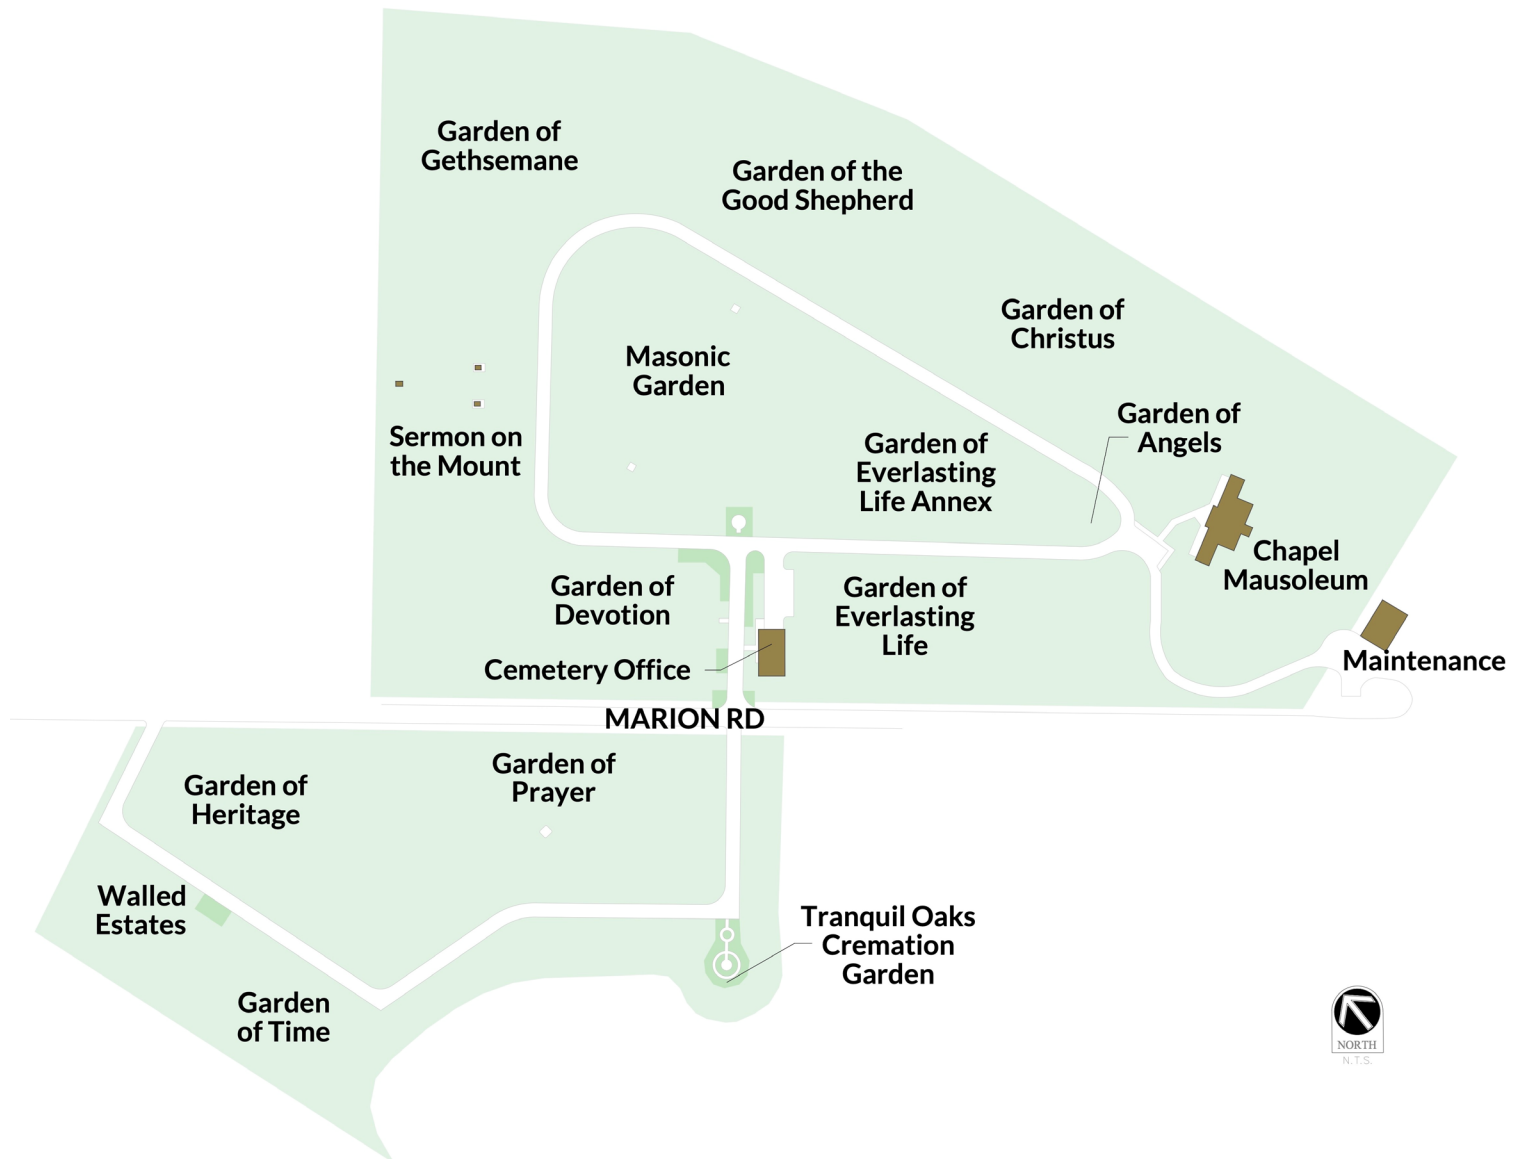 Garden of
Gethsemane
Garden of the
Good Shepherd
Garden of
Christus
Masonic
Garden
Garden of
Angels
Sermon on
the Mount
Garden of
Everlasting
Life Annex
Chapel
Mausoleum
Garden of
Devotion
Garden of
Everlasting
Life
Cemetery Office
Maintenance
MARION RD
Garden of
Prayer
Garden of
Heritage
Walled
Estates
Tranquil Oaks
Cremation
Garden
Garden
of Time
NORTH
N.T.S.